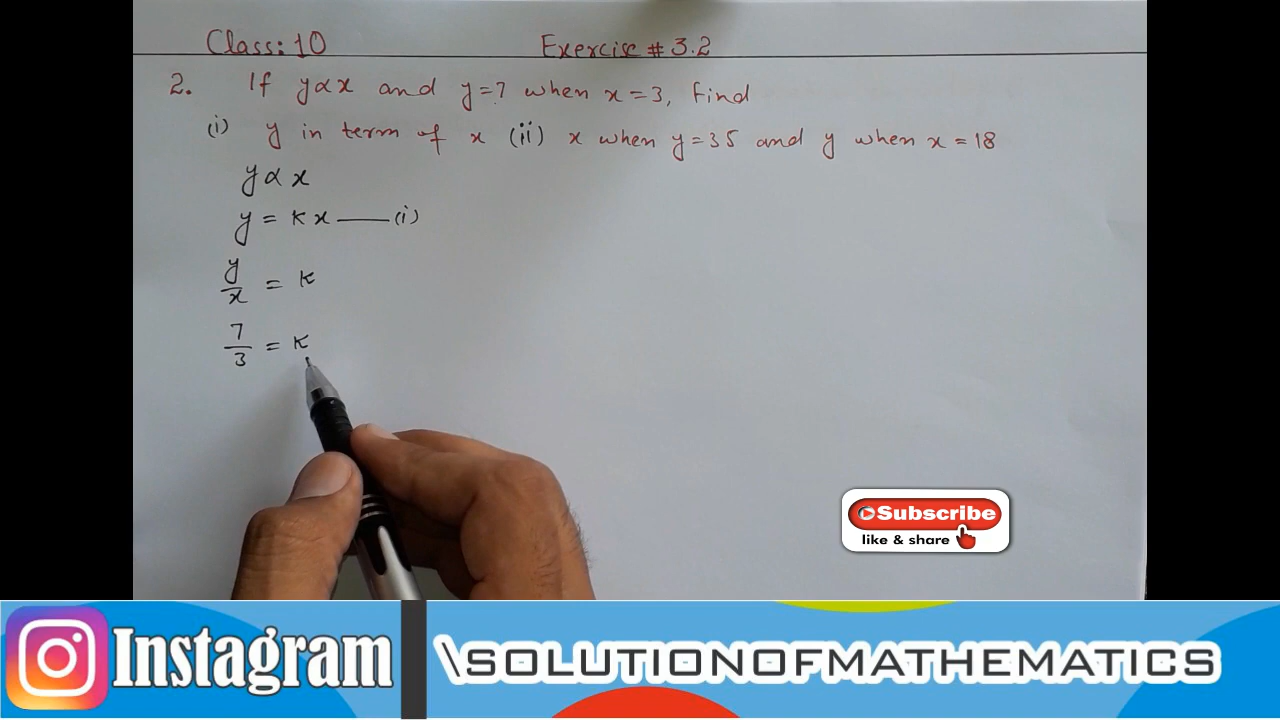 Class: 10 Exercise # 3.2
2. If y∝x and y=7 when x=3, Find
(i) y in term of x (ii) x when y=35 and y when x=18
y∝x
y = kx —— (i)
y/x = k
7/3 = k
Subscribe
like & share
Instagram \SOLUTIONOFMATHEMATICS